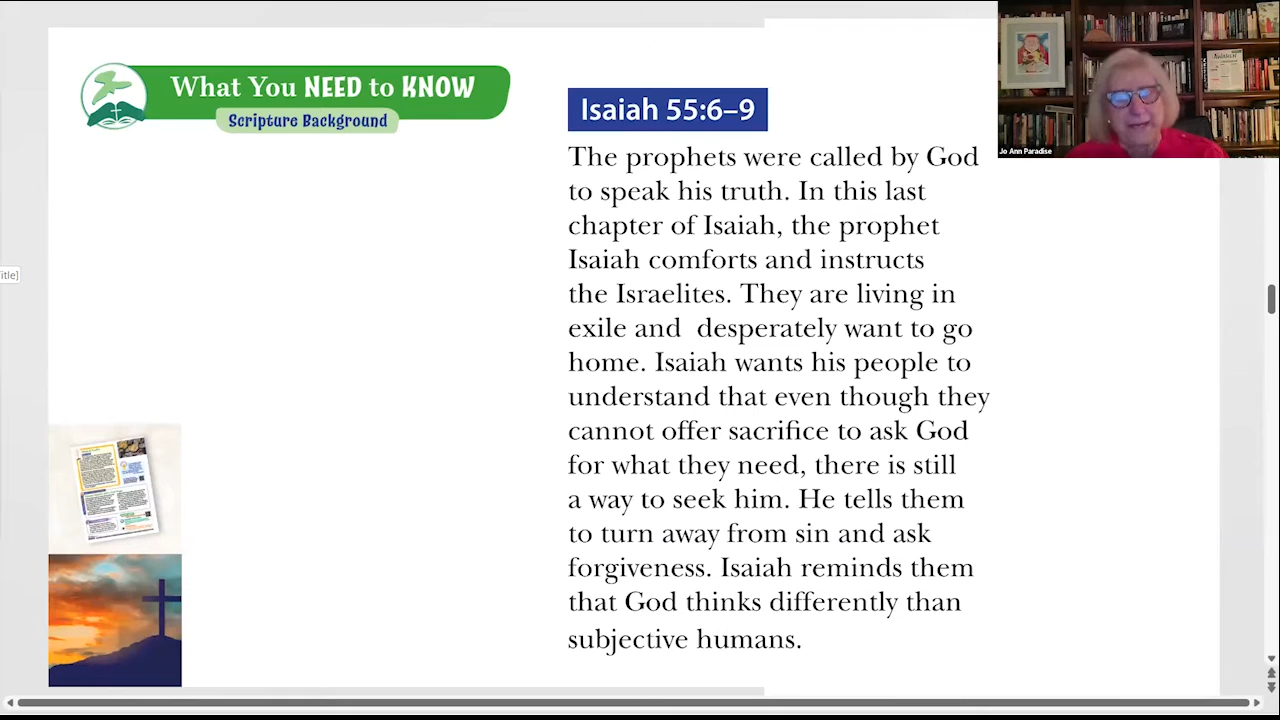 What You NEED to KNOW
Scripture Background
Isaiah 55:6–9
The prophets were called by God
to speak his truth. In this last
chapter of Isaiah, the prophet
Isaiah comforts and instructs
the Israelites. They are living in
exile and  desperately want to go
home. Isaiah wants his people to
understand that even though they
cannot offer sacrifice to ask God
for what they need, there is still
a way to seek him. He tells them
to turn away from sin and ask
forgiveness. Isaiah reminds them
that God thinks differently than
subjective humans.
Jo Ann Paradise
itle]